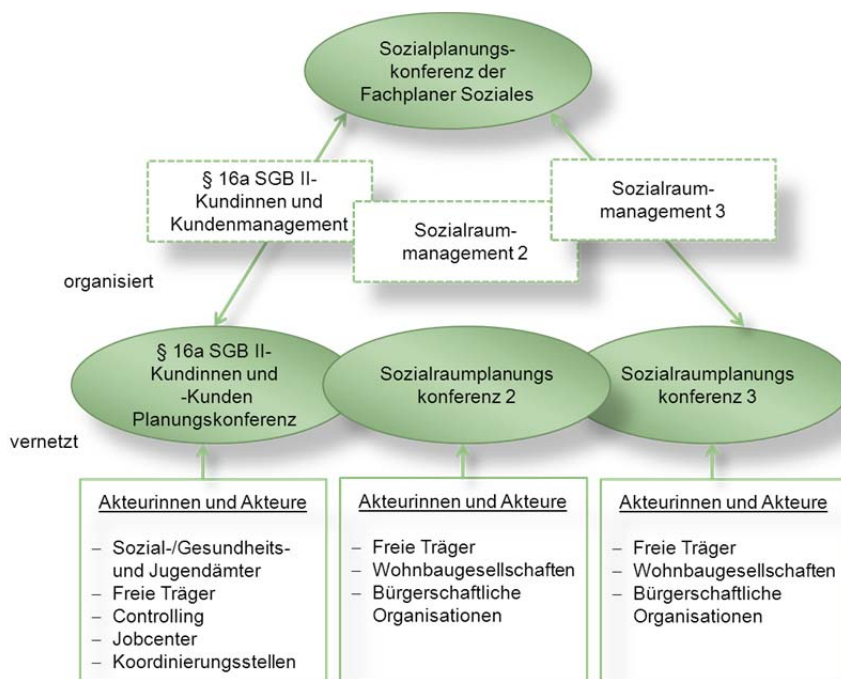 Sozialplanungs-
konferenz der
Fachplaner Soziales
§ 16a SGB II-
Kundinnen und
Kundenmanagement
Sozialraum-
management 2
Sozialraum-
management 3
organisiert
§ 16a SGB II-
Kundinnen und
-Kunden
Planungskonferenz
Sozialraumplanungs
konferenz 2
Sozialraumplanungs
konferenz 3
vernetzt
Akteurinnen und Akteure
– Sozial-/Gesundheits-
und Jugendämter
– Freie Träger
– Controlling
– Jobcenter
– Koordinierungsstellen
Akteurinnen und Akteure
– Freie Träger
– Wohnbaugesellschaften
– Bürgerschaftliche
Organisationen
Akteurinnen und Akteure
– Freie Träger
– Wohnbaugesellschaften
– Bürgerschaftliche
Organisationen